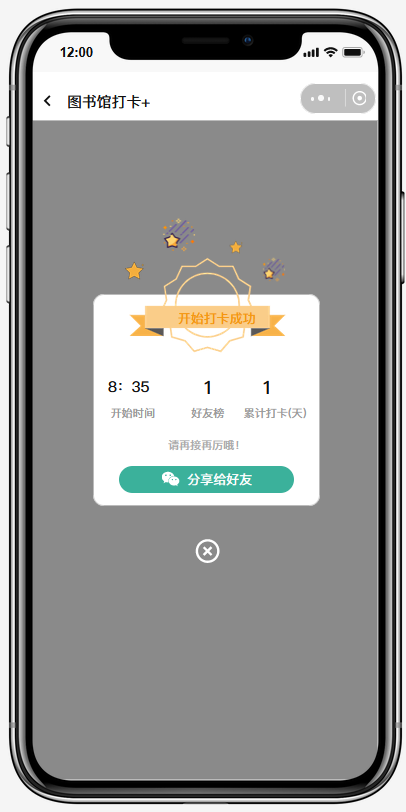 12:00
图书馆打卡+
开始打卡成功
8：35 1 1
开始时间 好友榜 累计打卡(天)
请再接再厉哦!
分享给好友